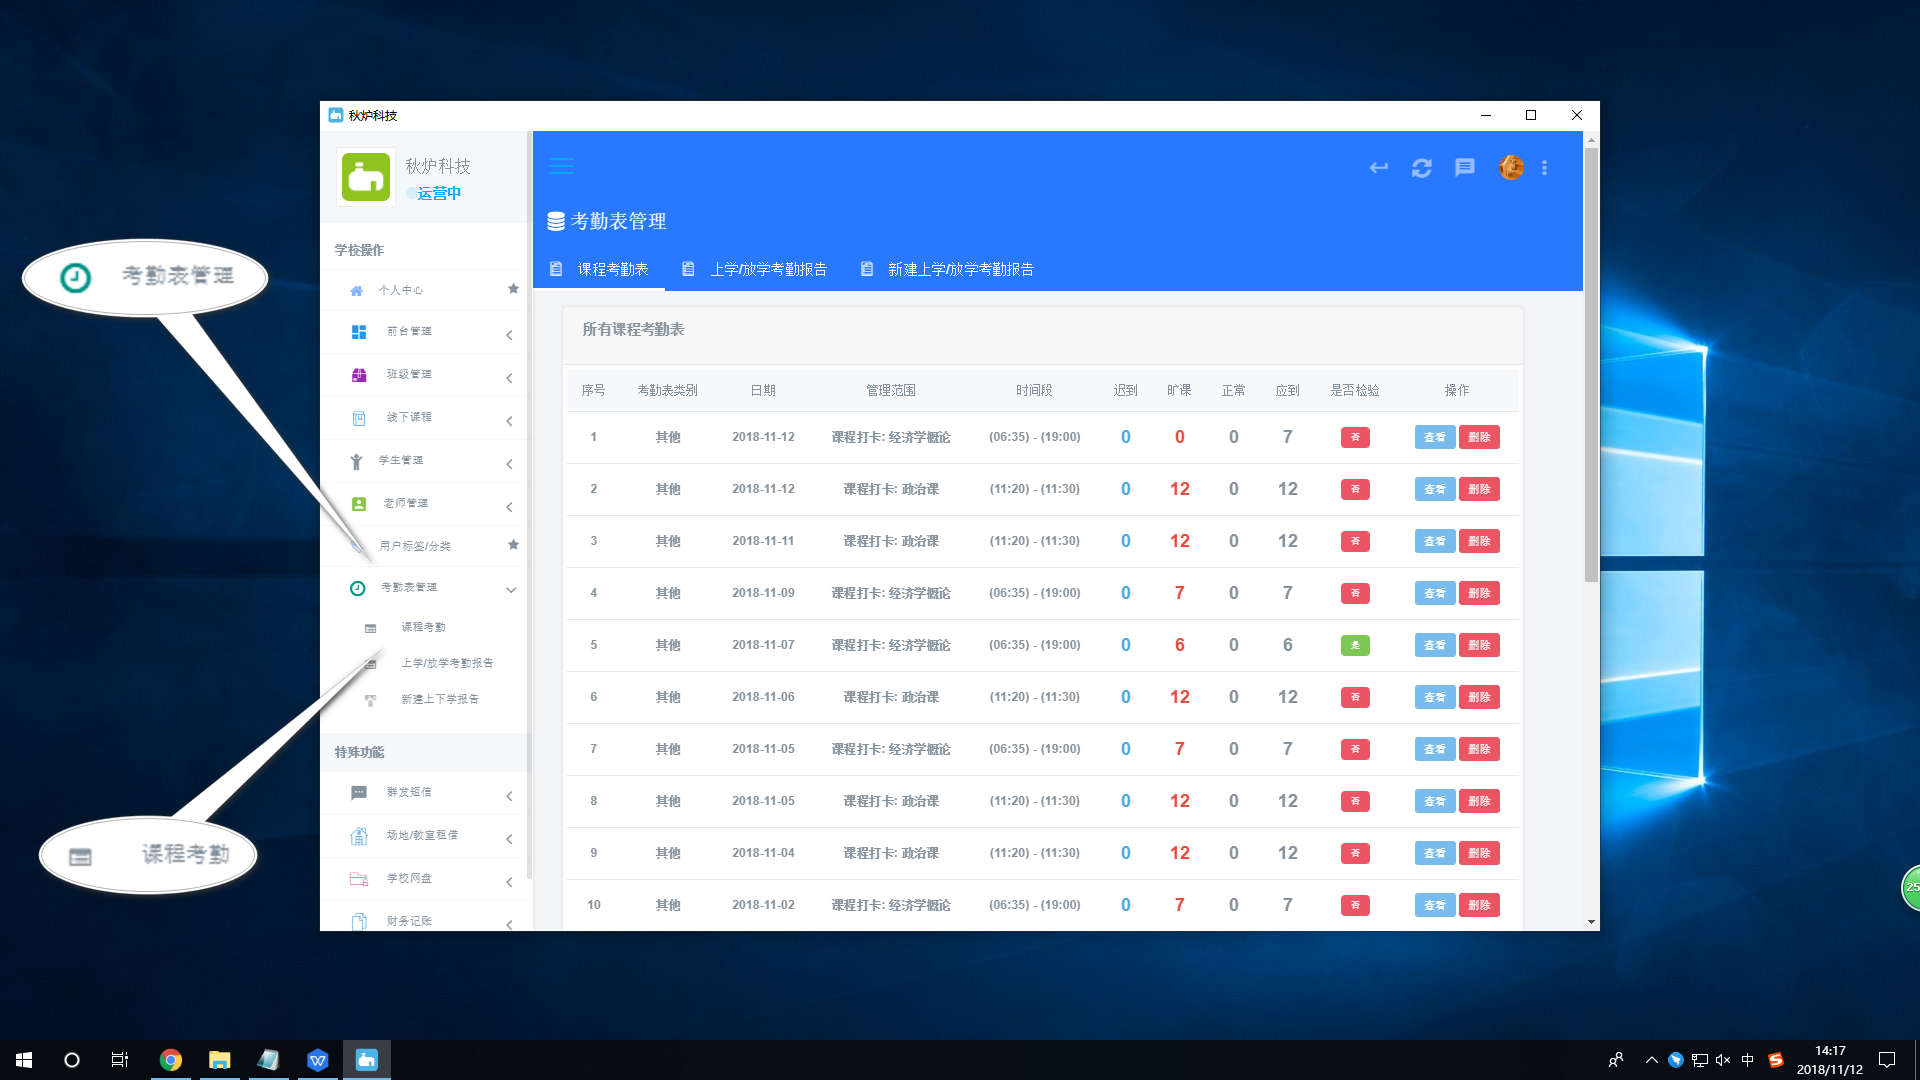 秋炉科技
秋炉科技
运营中
学校操作
个人中心
前台管理
班级管理
线下课程
学生管理
老师管理
用户标签/分类
考勤表管理
课程考勤
上学/放学考勤报告
新建上下学报告
特殊功能
群发短信
场地/教室租借
学校网盘
财务记账
考勤表管理
课程考勤
考勤表管理
课程考勤表 上学/放学考勤报告 新建上学/放学考勤报告
所有课程考勤表
序号 考勤表类别 日期 管理范围 时间段 迟到 旷课 正常 应到 是否检验 操作
1 其他 2018-11-12 课程打卡: 经济学概论 (06:35) - (19:00) 0 0 0 7 否 查看 删除
2 其他 2018-11-12 课程打卡: 政治课 (11:20) - (11:30) 0 12 0 12 否 查看 删除
3 其他 2018-11-11 课程打卡: 政治课 (11:20) - (11:30) 0 12 0 12 否 查看 删除
4 其他 2018-11-09 课程打卡: 经济学概论 (06:35) - (19:00) 0 7 0 7 否 查看 删除
5 其他 2018-11-07 课程打卡: 经济学概论 (06:35) - (19:00) 0 6 0 6 是 查看 删除
6 其他 2018-11-06 课程打卡: 政治课 (11:20) - (11:30) 0 12 0 12 否 查看 删除
7 其他 2018-11-05 课程打卡: 经济学概论 (06:35) - (19:00) 0 7 0 7 否 查看 删除
8 其他 2018-11-05 课程打卡: 政治课 (11:20) - (11:30) 0 12 0 12 否 查看 删除
9 其他 2018-11-04 课程打卡: 政治课 (11:20) - (11:30) 0 12 0 12 否 查看 删除
10 其他 2018-11-02 课程打卡: 经济学概论 (06:35) - (19:00) 0 7 0 7 否 查看 删除
25
中
14:17
2018/11/12